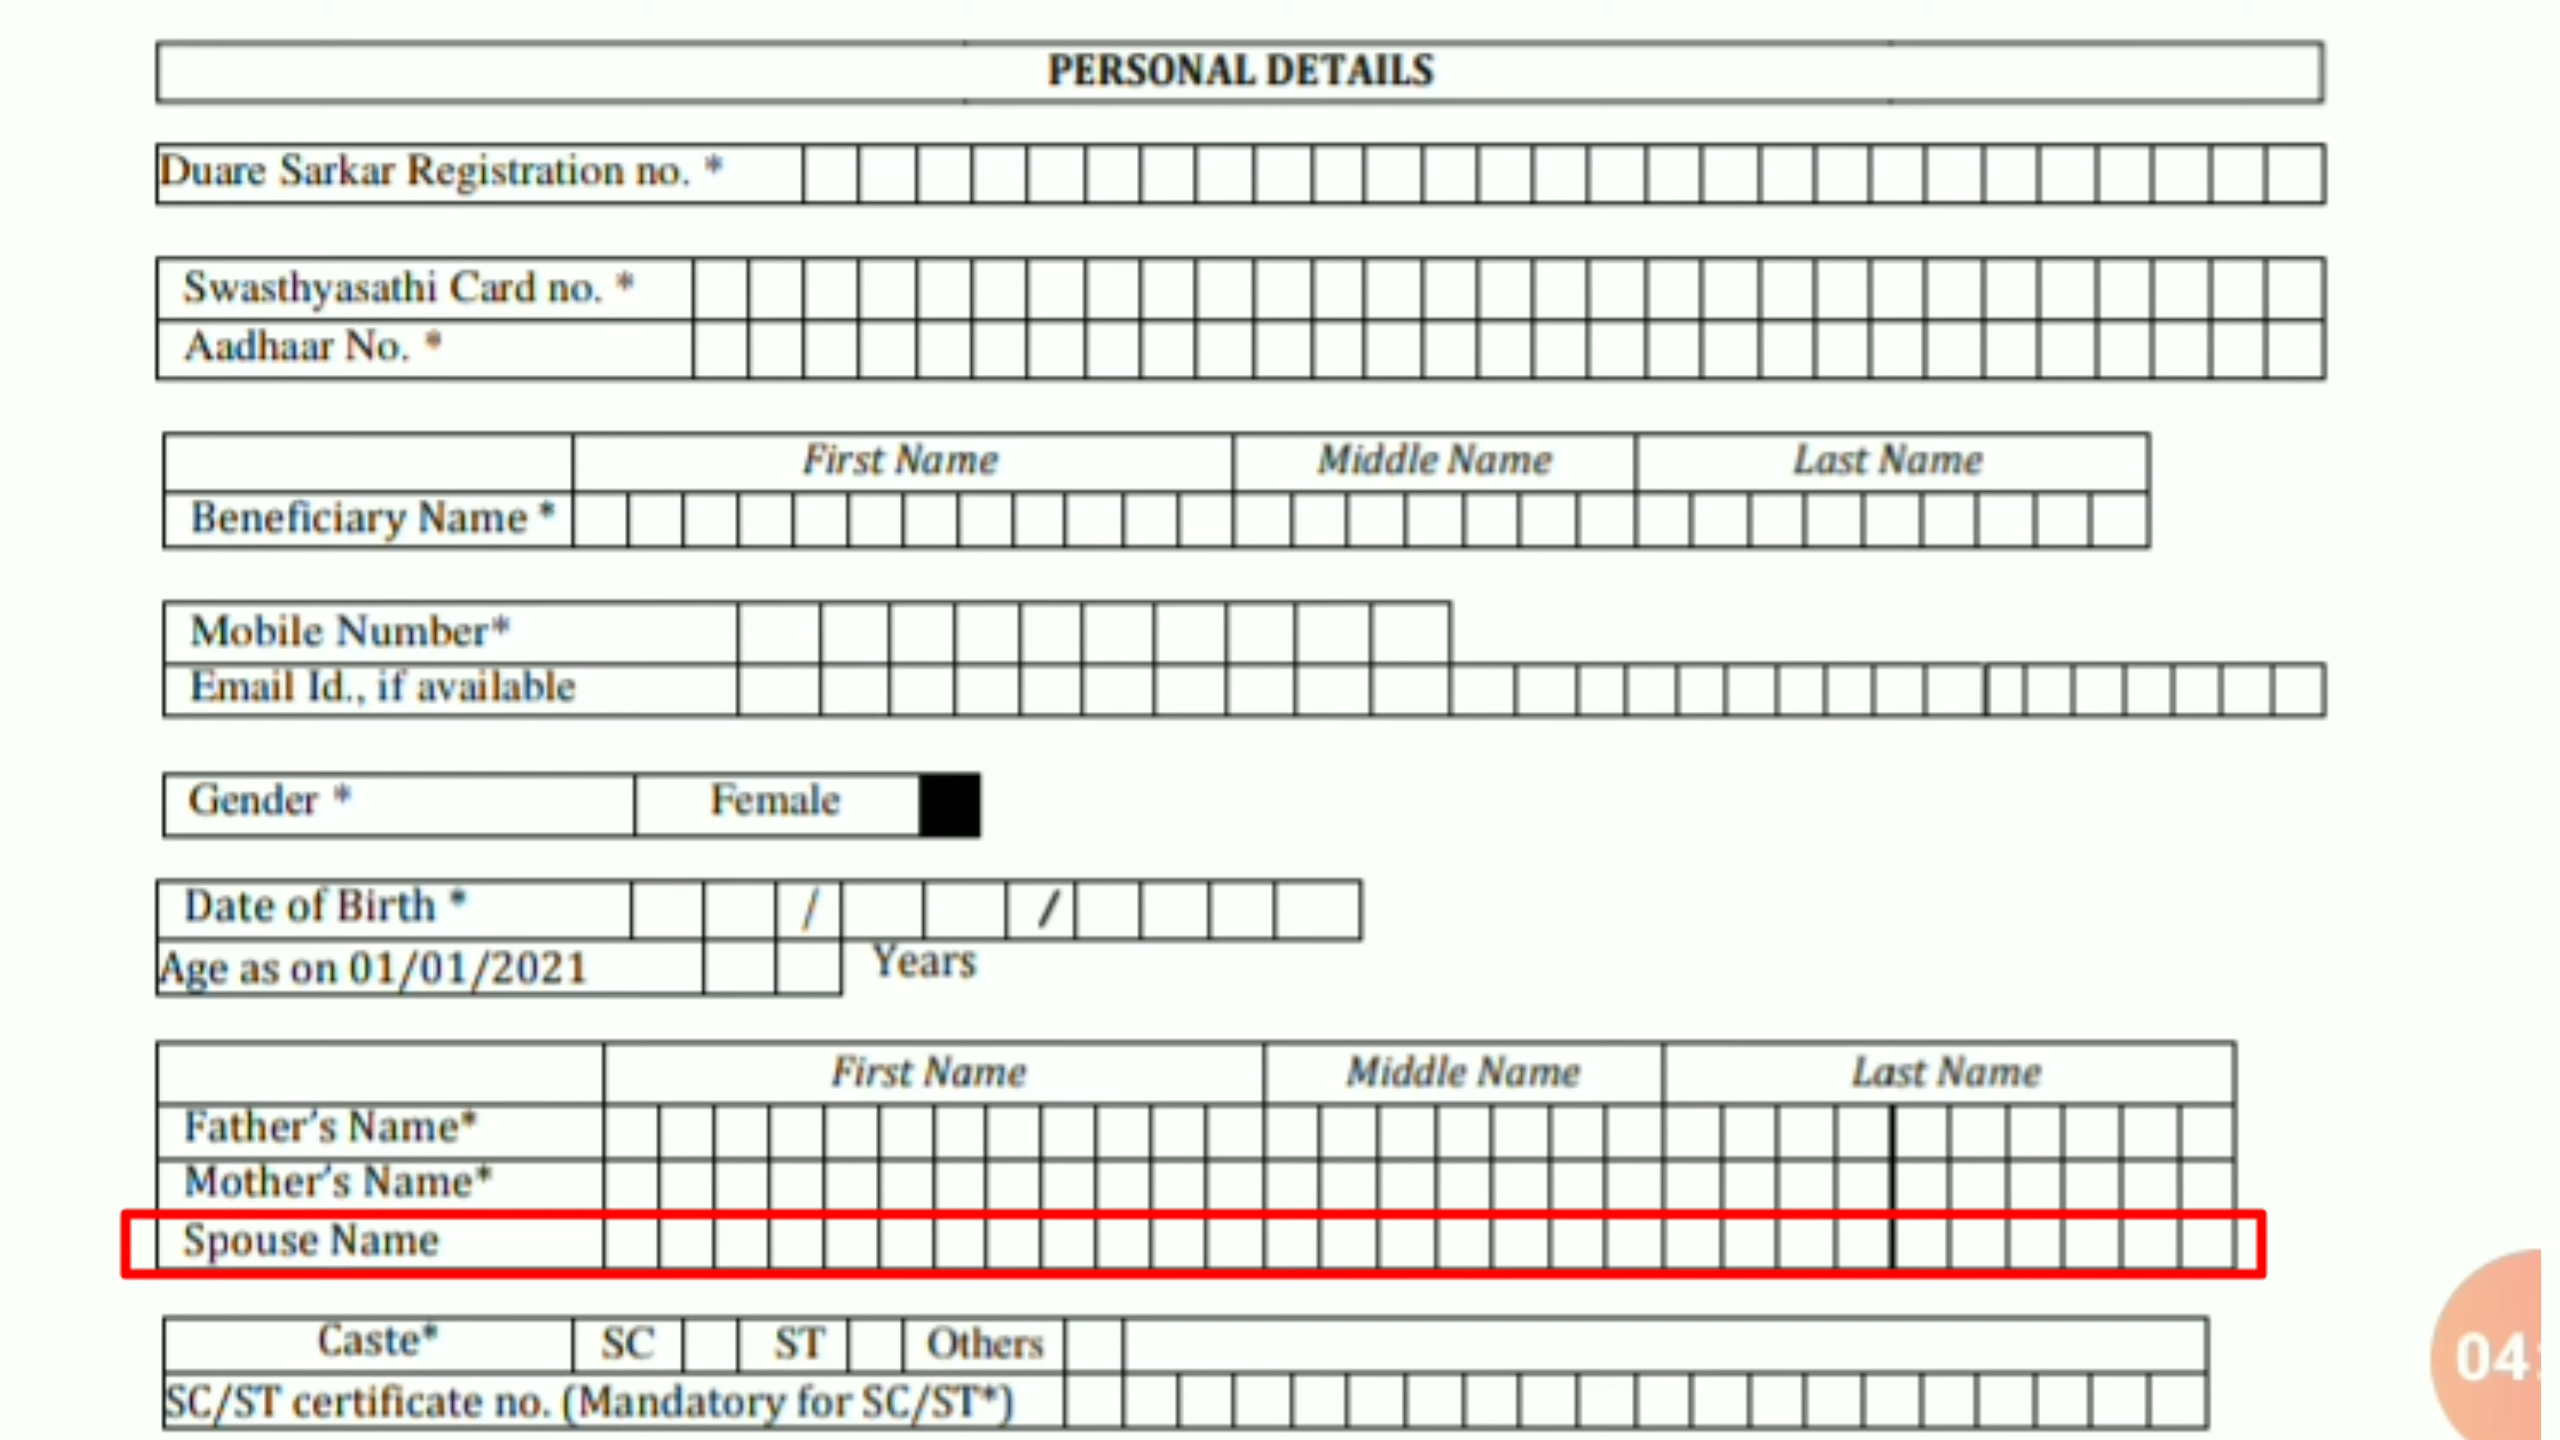 PERSONAL DETAILS
Duare Sarkar Registration no. *
Swasthyasathi Card no. *
Aadhaar No. *
First Name Middle Name Last Name
Beneficiary Name *
Mobile Number*
Email Id., if available
Gender * Female
Date of Birth * / /
Age as on 01/01/2021 Years
First Name Middle Name Last Name
Father's Name*
Mother's Name*
Spouse Name
Caste* SC ST Others
SC/ST certificate no. (Mandatory for SC/ST*)
04: